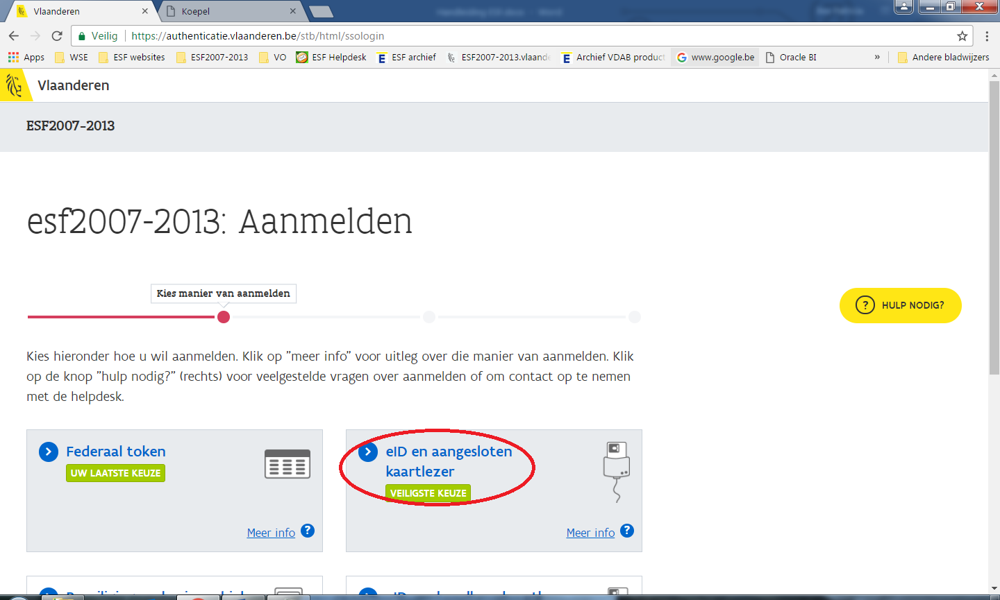 Vlaanderen
Koepel
Veilig
https://authenticatie.vlaanderen.be/stb/html/ssologin
Apps
WSE
ESF websites
ESF2007-2013
VO
ESF Helpdesk
ESF archief
ESF2007-2013.vlaande
Archief VDAB product
www.google.be
Oracle BI
»
Andere bladwijzers
Vlaanderen
ESF2007-2013
esf2007-2013: Aanmelden
Kies manier van aanmelden
? HULP NODIG?
Kies hieronder hoe u wil aanmelden. Klik op "meer info" voor uitleg over die manier van aanmelden. Klik
op de knop "hulp nodig?" (rechts) voor veelgestelde vragen over aanmelden of om contact op te nemen
met de helpdesk.
Federaal token
UW LAATSTE KEUZE
Meer info ?
eID en aangesloten
kaartlezer
VEILIGSTE KEUZE
Meer info ?